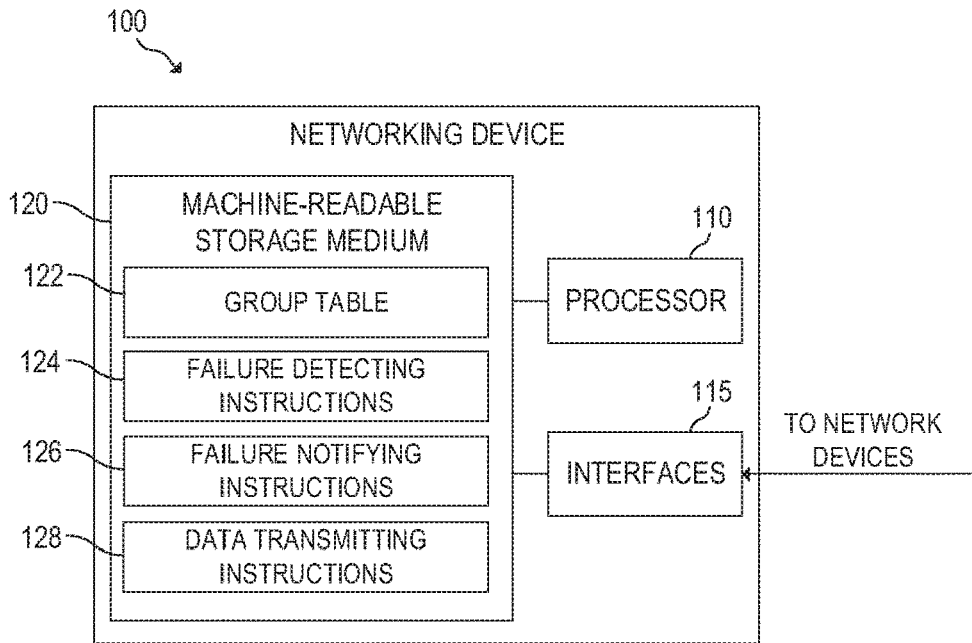 100
NETWORKING DEVICE
120
MACHINE-READABLE
STORAGE MEDIUM
110
122
GROUP TABLE
PROCESSOR
124
FAILURE DETECTING
INSTRUCTIONS
115
TO NETWORK
DEVICES
126
FAILURE NOTIFYING
INSTRUCTIONS
INTERFACES
128
DATA TRANSMITTING
INSTRUCTIONS